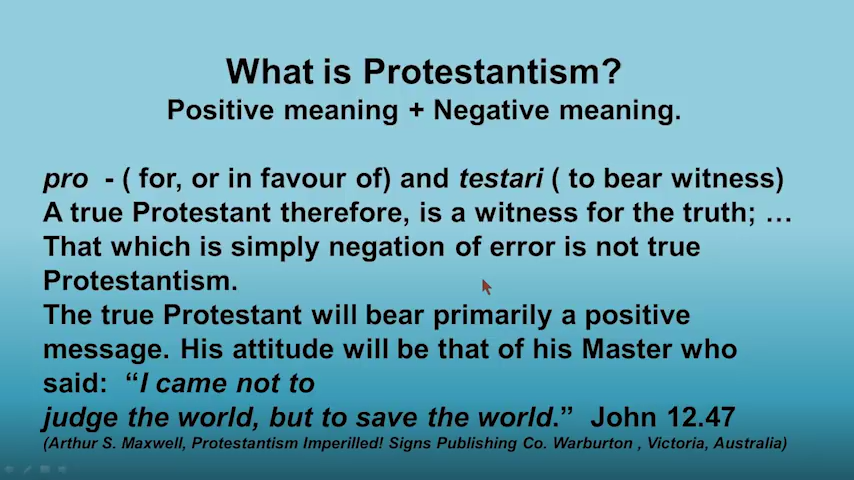 What is Protestantism?
Positive meaning + Negative meaning.
pro - ( for, or in favour of) and testari ( to bear witness)
A true Protestant therefore, is a witness for the truth; …
That which is simply negation of error is not true
Protestantism.
The true Protestant will bear primarily a positive
message. His attitude will be that of his Master who
said: “I came not to
judge the world, but to save the world.” John 12.47
(Arthur S. Maxwell, Protestantism Imperilled! Signs Publishing Co. Warburton , Victoria, Australia)